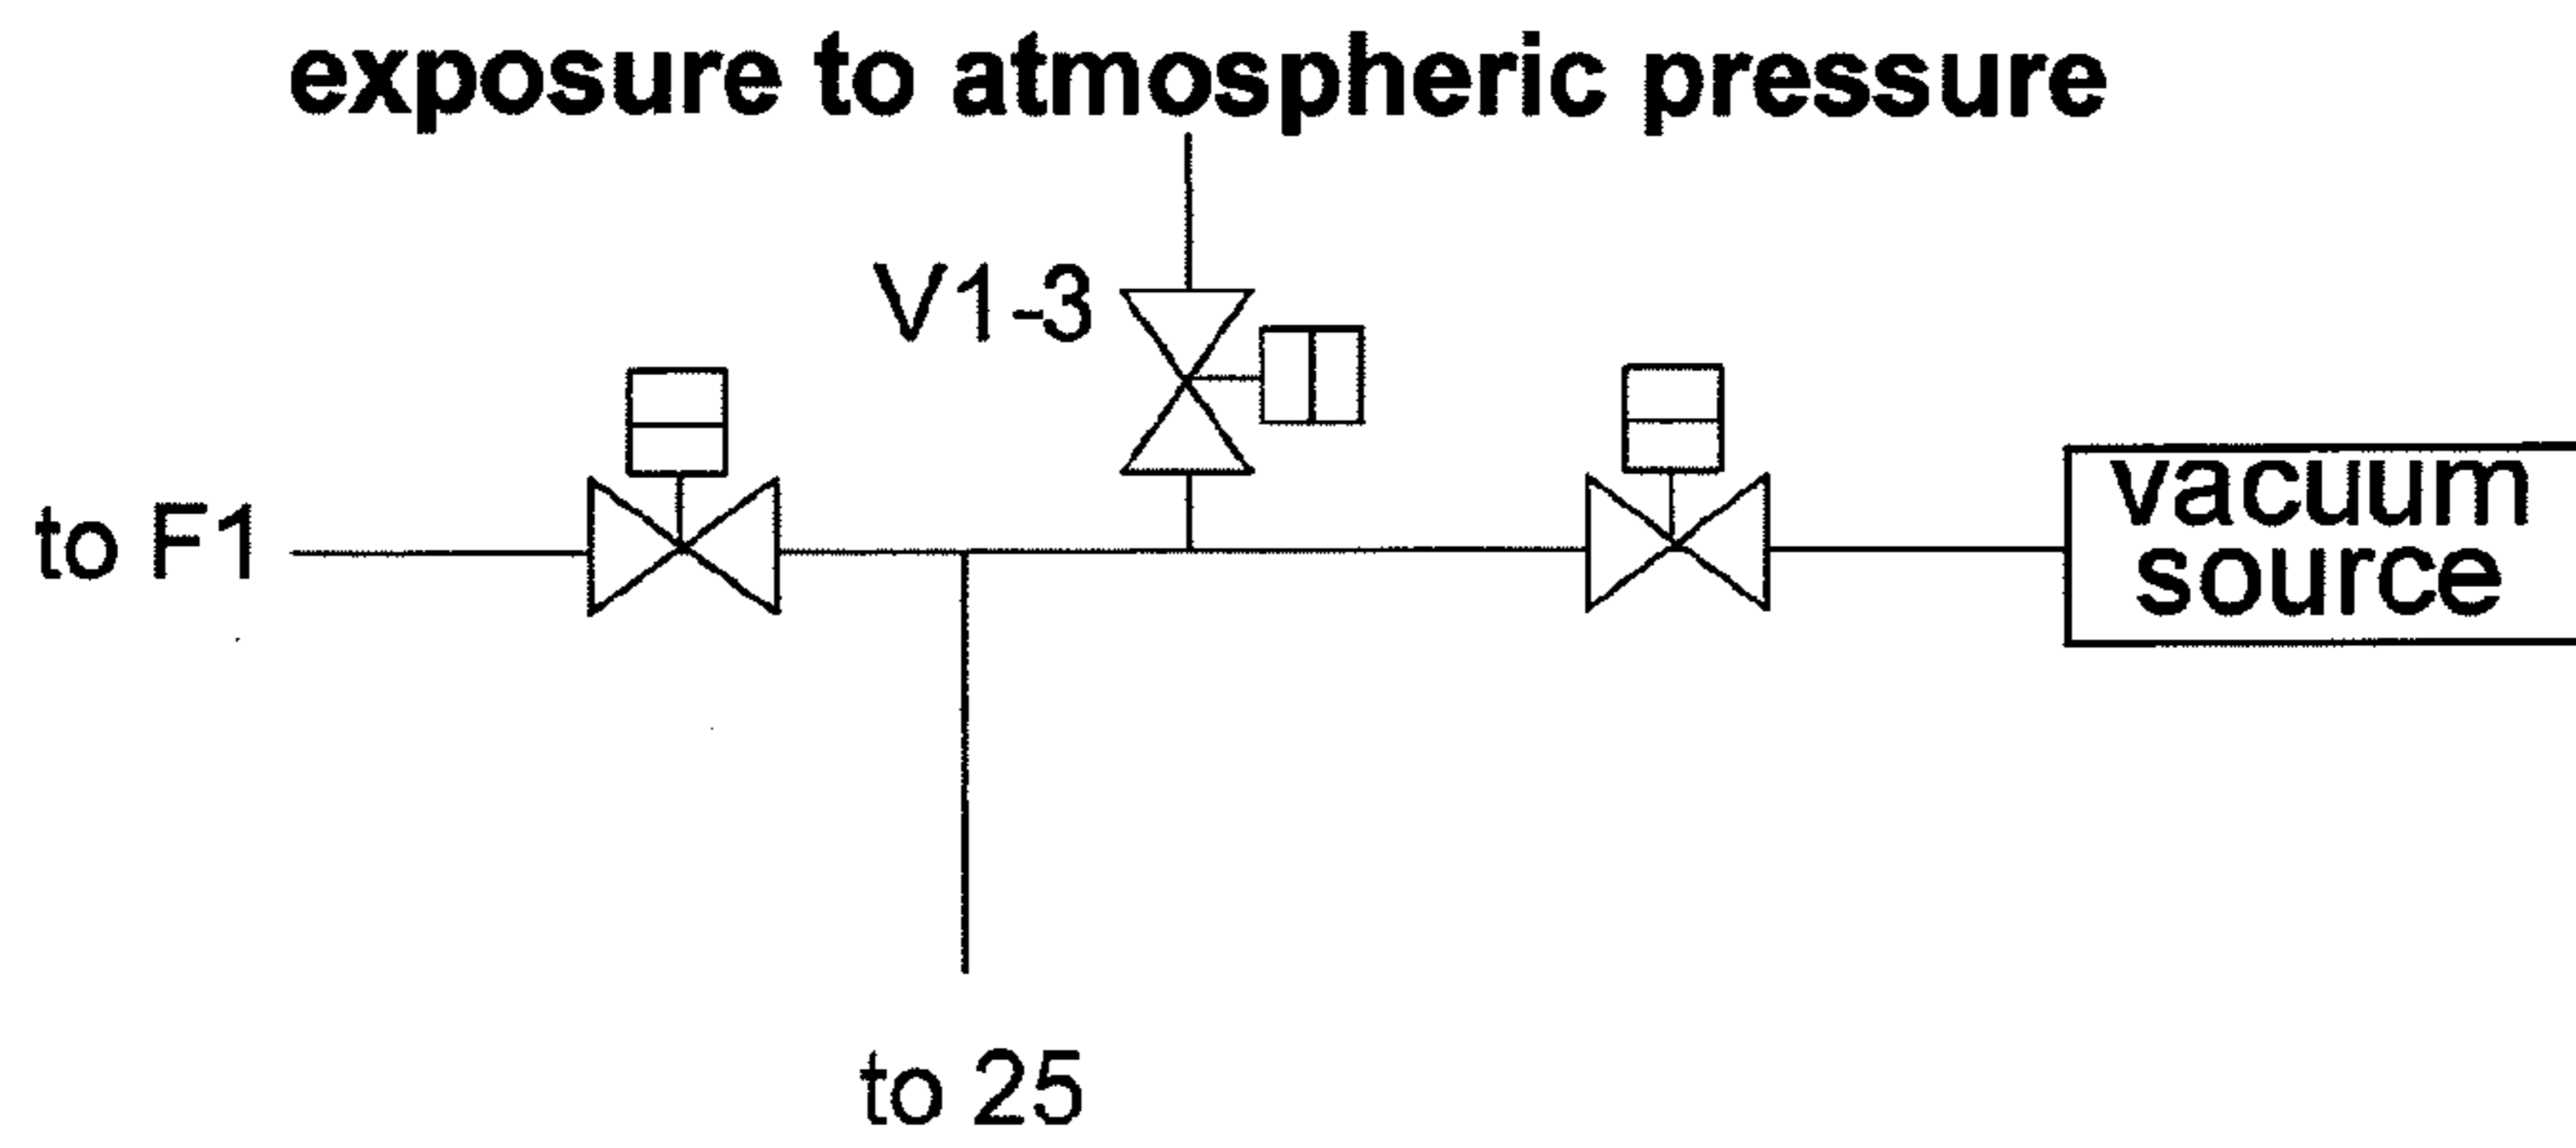 exposure to atmospheric pressure
V1-3
to F1
vacuum
source
to 25